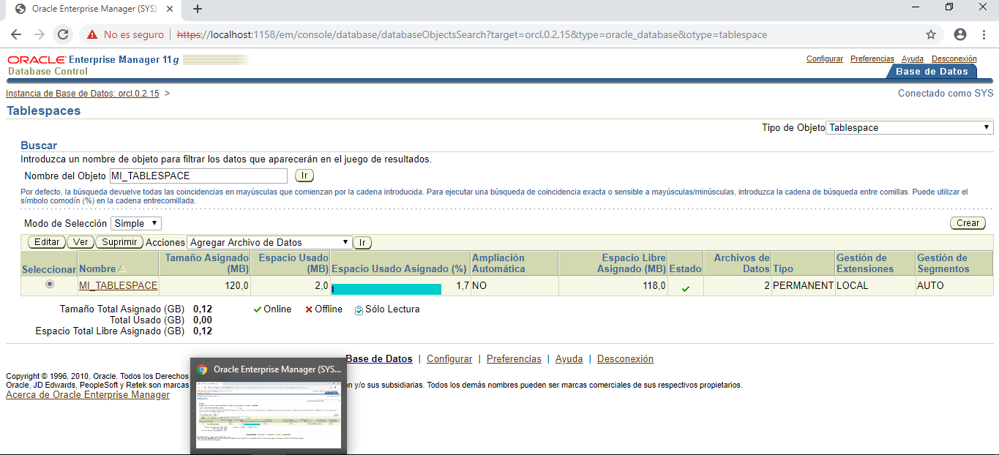 Oracle Enterprise Manager (SYS)
No es seguro | https://localhost:1158/em/console/database/databaseObjectsSearch?target=orcl.0.2.15&type=oracle_database&otype=tablespace
ORACLE Enterprise Manager 11g
Database Control
Configurar Preferencias Ayuda Desconexión
Base de Datos
Instancia de Base de Datos: orcl.0.2.15 >
Conectado como SYS
Tablespaces
Tipo de Objeto Tablespace
Buscar
Introduzca un nombre de objeto para filtrar los datos que aparecerán en el juego de resultados.
Nombre del Objeto MI_TABLESPACE Ir
Por defecto, la búsqueda devuelve todas las coincidencias en mayúsculas que comienzan por la cadena introducida. Para ejecutar una búsqueda de coincidencia exacta o sensible a mayúsculas/minúsculas, introduzca la cadena de búsqueda entre comillas. Puede utilizar el
símbolo comodín (%) en la cadena entrecomillada.
Modo de Selección Simple
Crear
Editar Ver Suprimir Acciones Agregar Archivo de Datos Ir
Seleccionar Nombre Tamaño Asignado (MB) Espacio Usado (MB) Espacio Usado Asignado (%) Ampliación Automática Espacio Libre Asignado (MB) Estado Archivos de Datos Tipo Gestión de Extensiones Gestión de Segmentos
MI_TABLESPACE 120,0 2,0 1,7 NO 118,0 2 PERMANENT LOCAL AUTO
Tamaño Total Asignado (GB) 0,12 Online Offline Sólo Lectura
Total Usado (GB) 0,00
Espacio Total Libre Asignado (GB) 0,12
Base de Datos | Configurar | Preferencias | Ayuda | Desconexión
Oracle Enterprise Manager (SYS...
Copyright © 1996, 2010, Oracle. Todos los Derechos
Oracle, JD Edwards, PeopleSoft y Retek son marcas n y/o sus subsidiarias. Todos los demás nombres pueden ser marcas comerciales de sus respectivos propietarios.
Acerca de Oracle Enterprise Manager